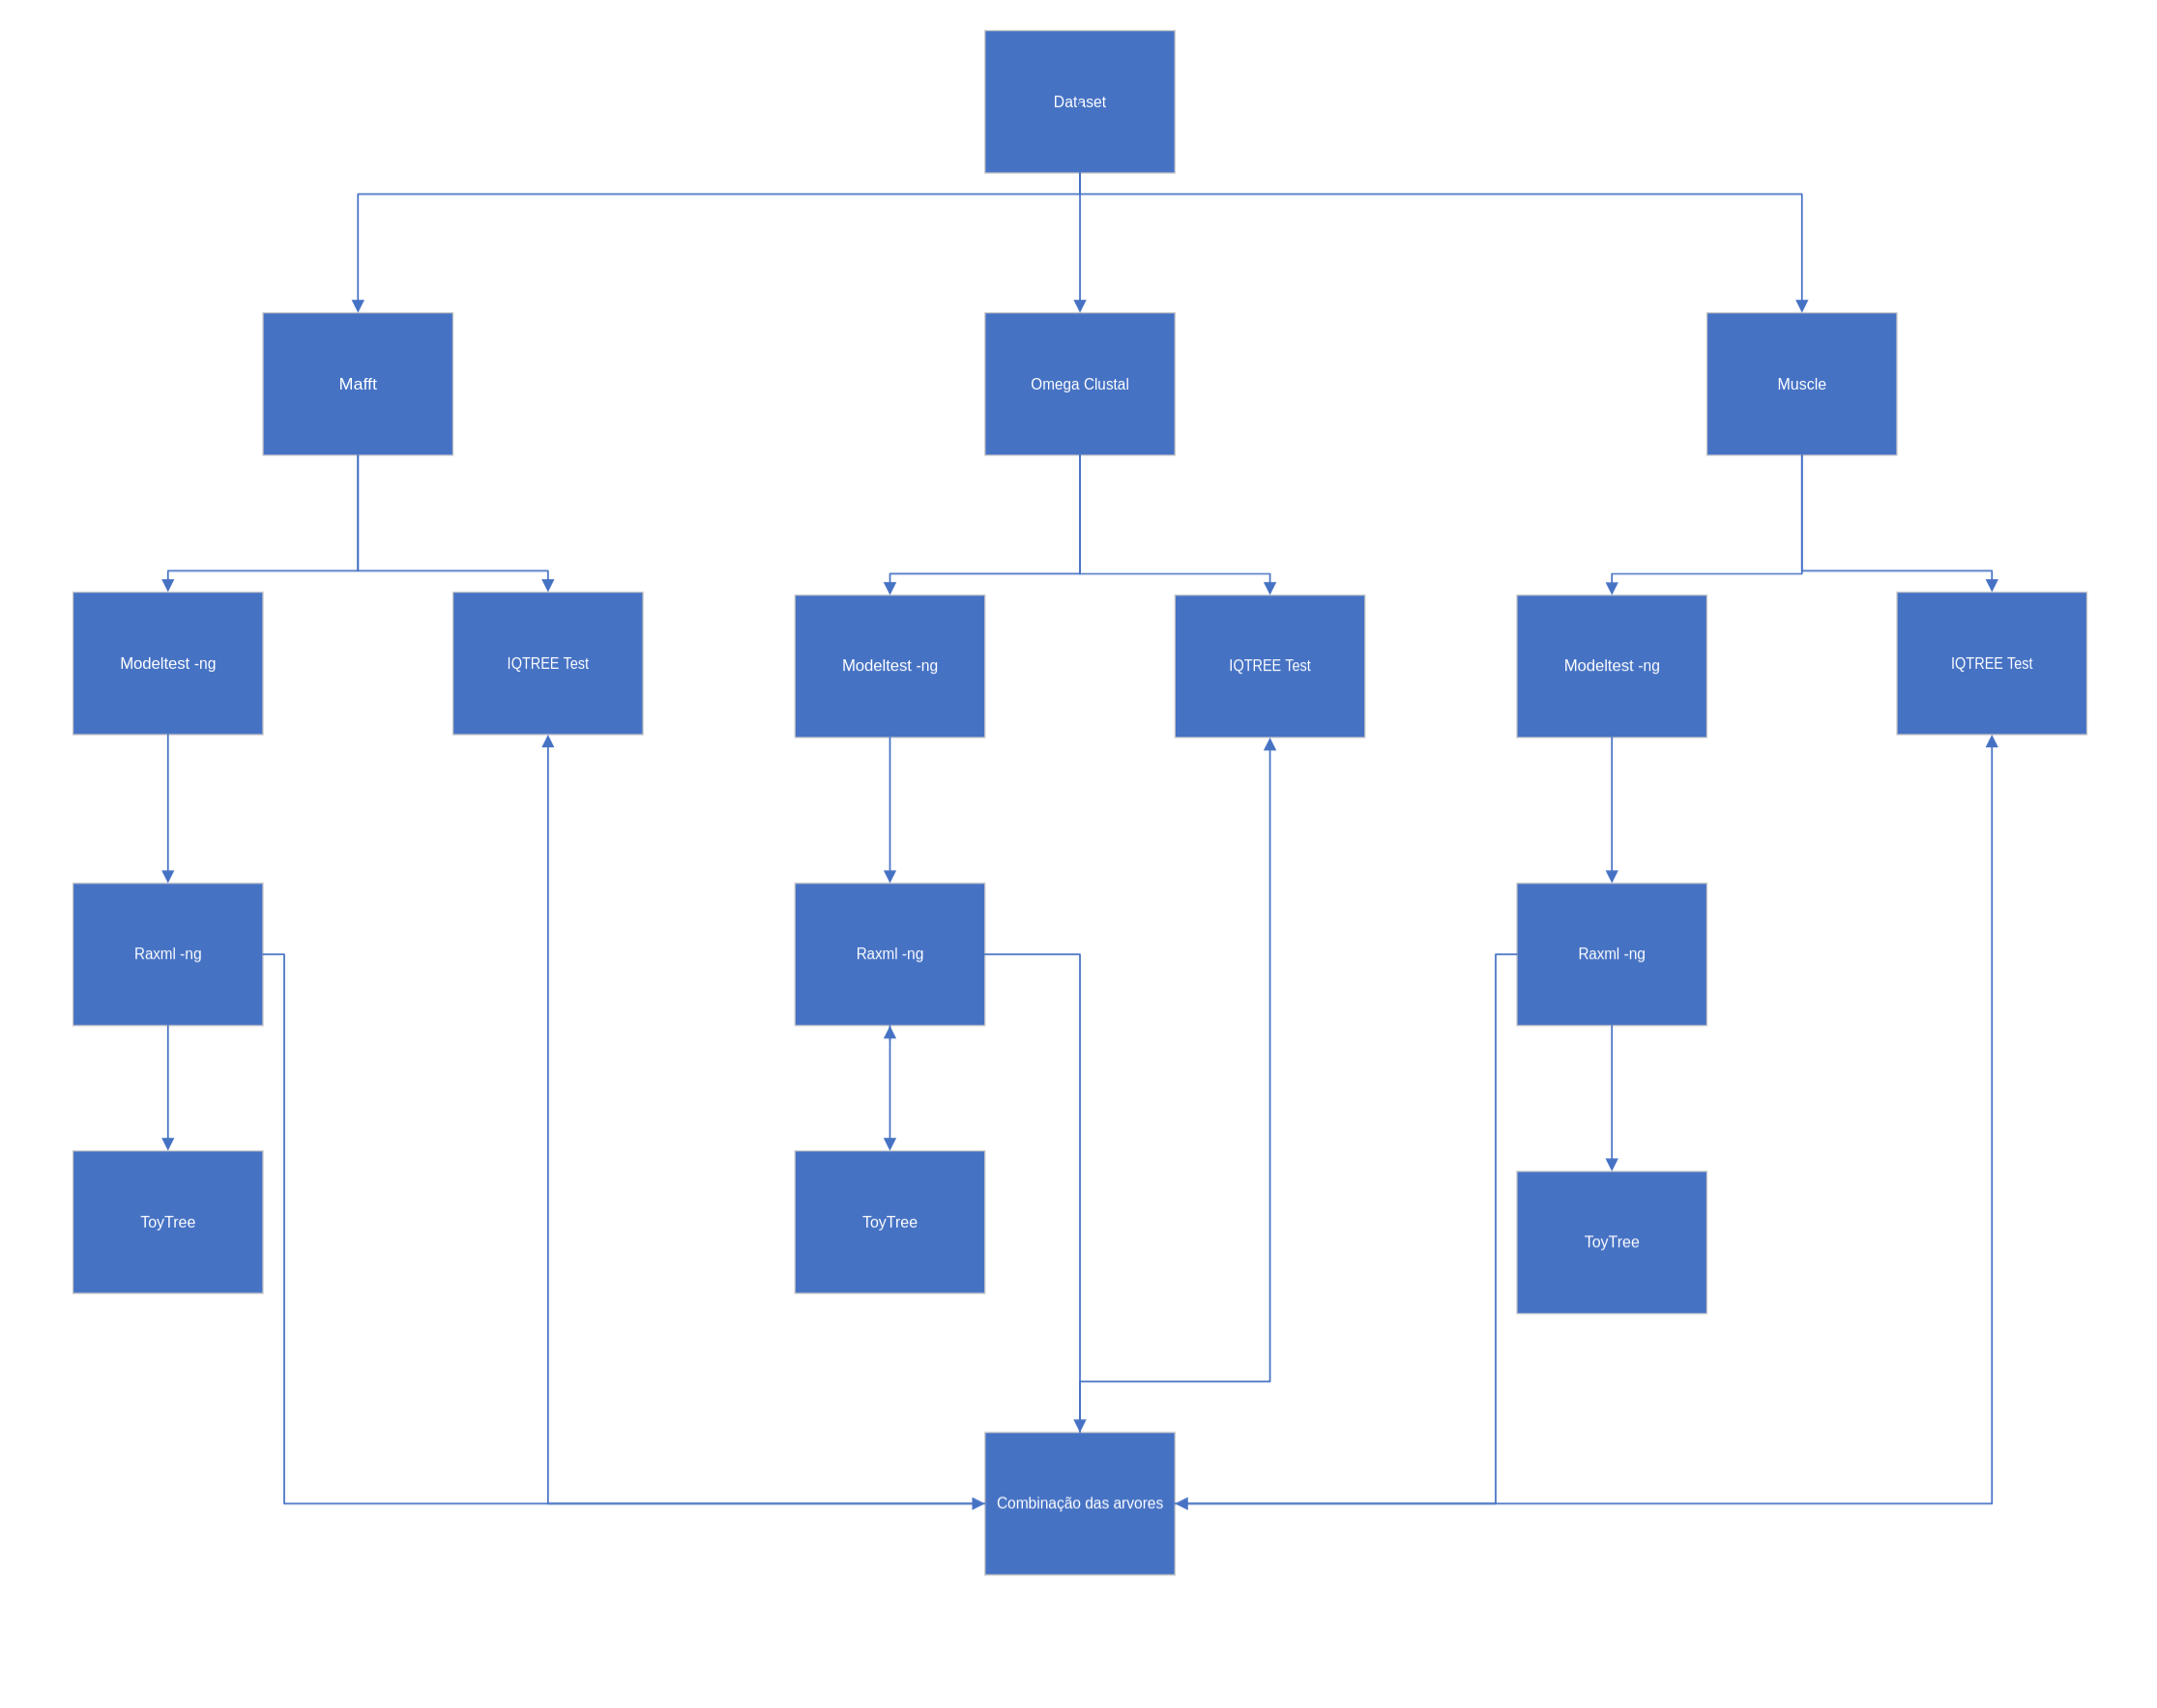 Dataset
Mafft
Omega Clustal
Muscle
Modeltest -ng
IQTREE Test
Modeltest -ng
IQTREE Test
Modeltest -ng
IQTREE Test
Raxml -ng
Raxml -ng
Raxml -ng
ToyTree
ToyTree
ToyTree
Combinação das arvores